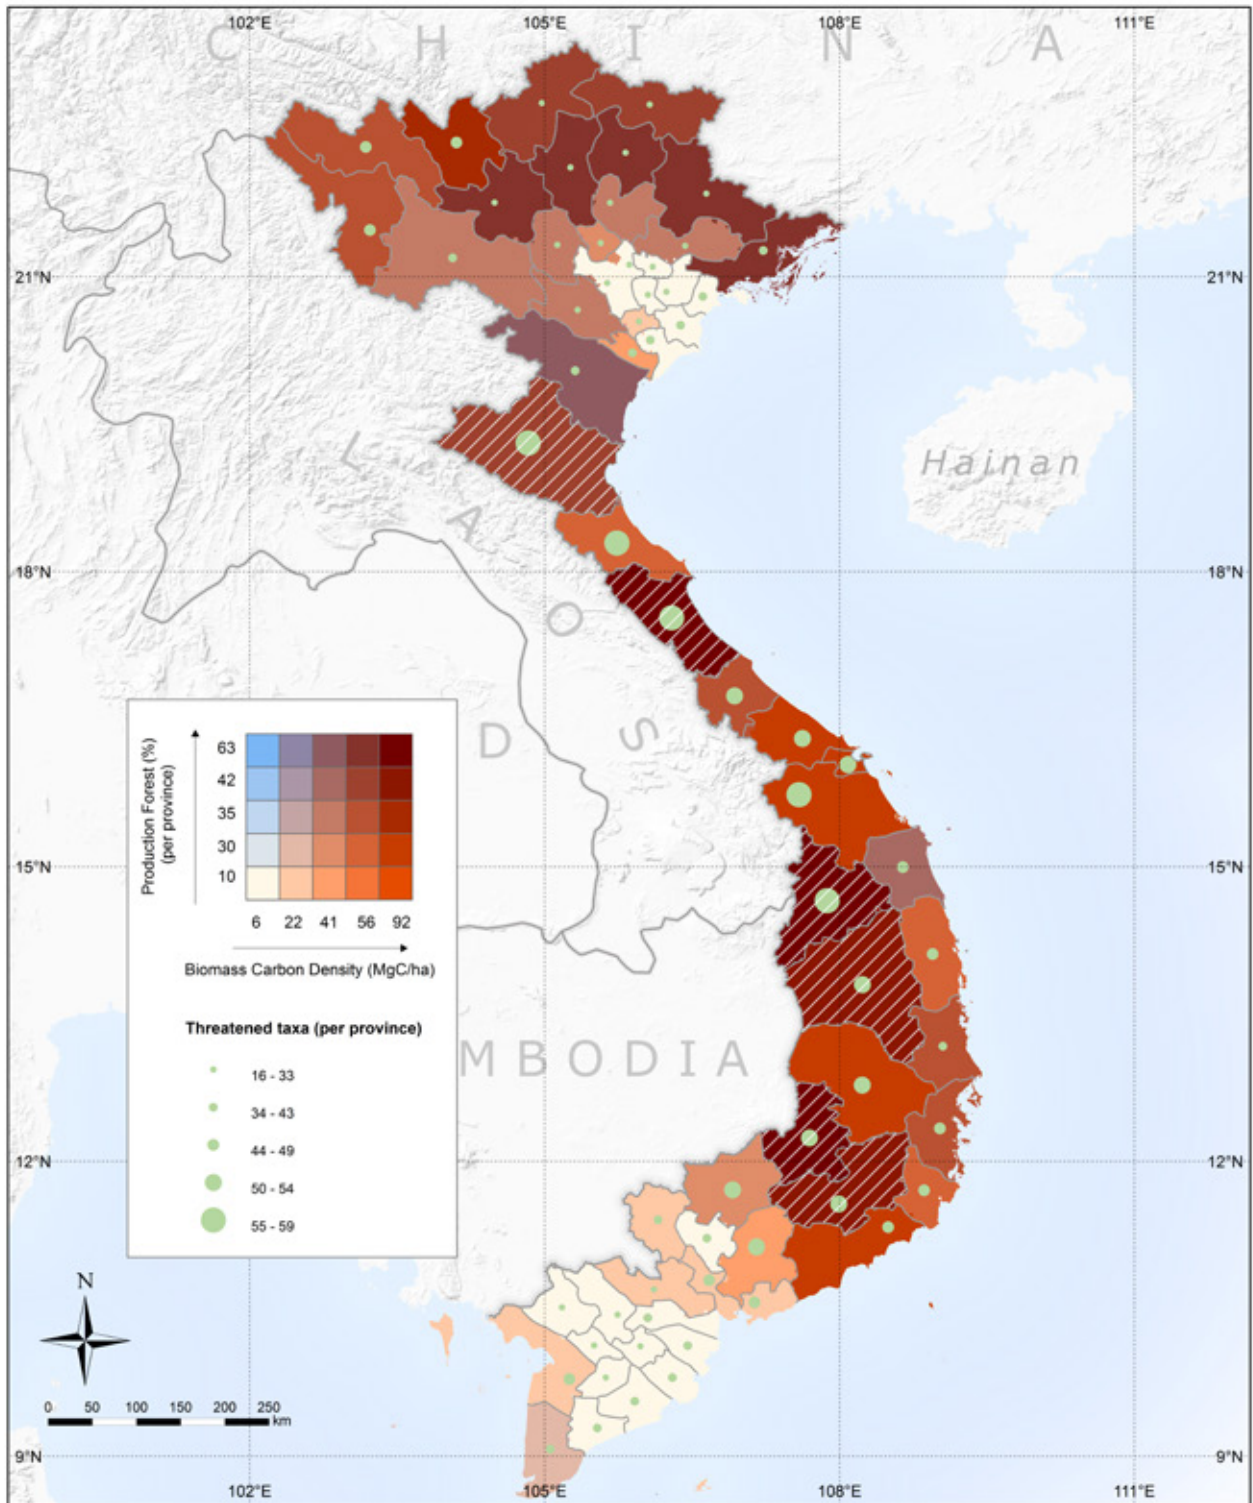 102°E 105°E 108°E 111°E
C H I N A
21°N 21°N
Hainan
L A O S
18°N 18°N
D
15°N 15°N
Production Forest (%)
(per province)
63
42
35
30
10
6 22 41 56 92
Biomass Carbon Density (MgC/ha)
Threatened taxa (per province)
16 - 33
34 - 43
44 - 49
50 - 54
55 - 59
MBODIA
12°N 12°N
N
0 50 100 150 200 250
km
9°N 9°N
102°E 105°E 108°E 111°E